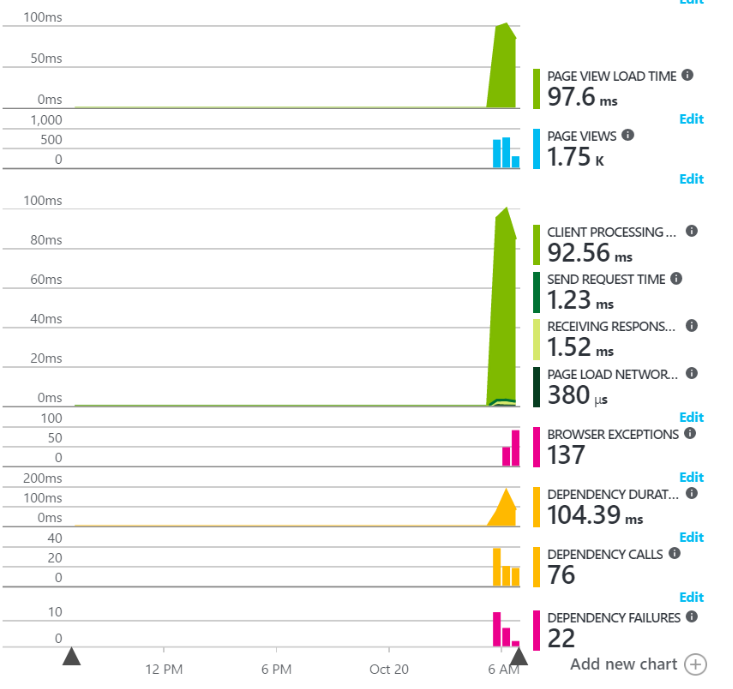 Edit
100ms
50ms
0ms
PAGE VIEW LOAD TIME
97.6 ms
Edit
1,000
500
0
PAGE VIEWS
1.75 K
Edit
100ms
80ms
60ms
40ms
20ms
0ms
CLIENT PROCESSING ...
92.56 ms
SEND REQUEST TIME
1.23 ms
RECEIVING RESPONS...
1.52 ms
PAGE LOAD NETWOR...
380 µs
Edit
100
50
0
BROWSER EXCEPTIONS
137
Edit
200ms
100ms
0ms
DEPENDENCY DURAT...
104.39 ms
Edit
40
20
0
DEPENDENCY CALLS
76
Edit
10
0
DEPENDENCY FAILURES
22
12 PM 6 PM Oct 20 6 AM
Add new chart